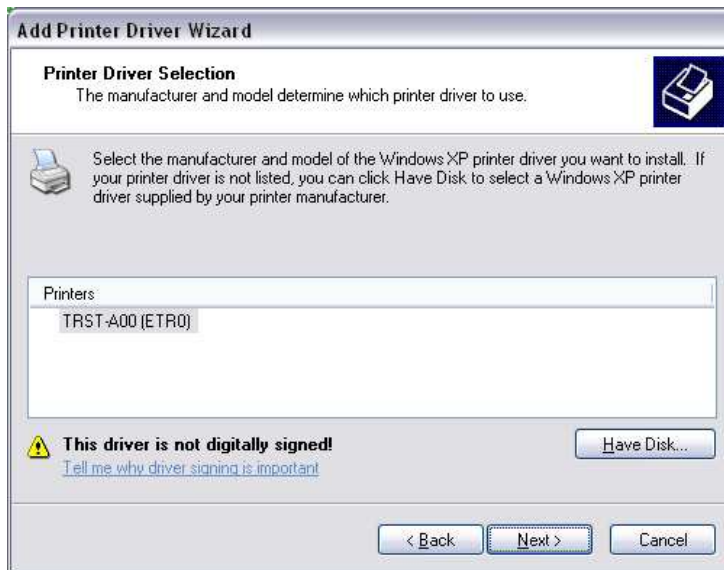 Add Printer Driver Wizard
Printer Driver Selection
The manufacturer and model determine which printer driver to use.
Select the manufacturer and model of the Windows XP printer driver you want to install. If
your printer driver is not listed, you can click Have Disk to select a Windows XP printer
driver supplied by your printer manufacturer.
Printers
TRST-A00 (ETR0)
This driver is not digitally signed!
Have Disk...
Tell me why driver signing is important
< Back
Next >
Cancel